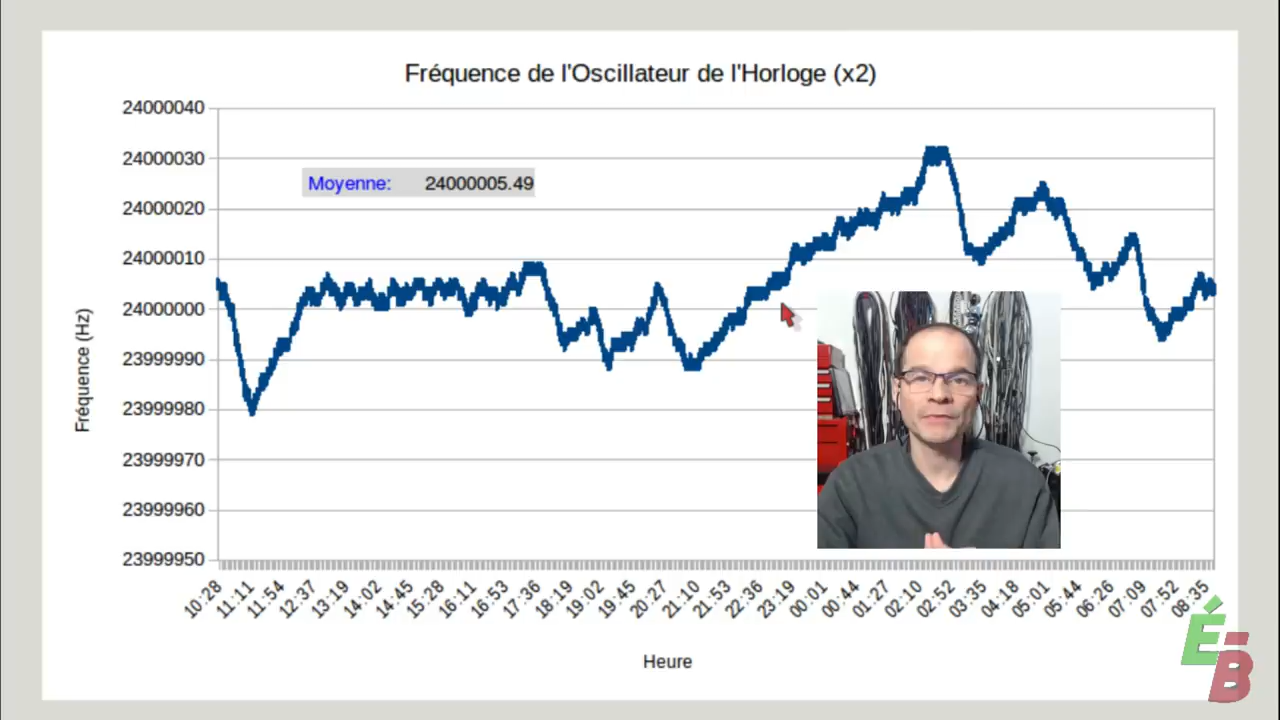 Fréquence de l'Oscillateur de l'Horloge (x2)
24000040
24000030
Moyenne: 24000005.49
24000020
24000010
24000000
23999990
23999980
23999970
23999960
23999950
Fréquence (Hz)
10:28 11:11 11:54 12:37 13:19 14:02 14:45 15:28 16:11 16:53 17:36 18:19 19:02 19:45 20:27 21:10 21:53 22:36 23:19 00:01 00:44 01:27 02:10 02:52 03:35 04:18 05:01 05:44 06:26 07:09 07:52 08:35
Heure
ÉB